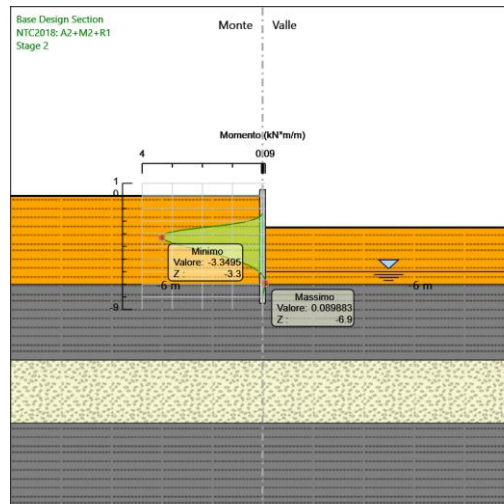 Base Design Section
NTC2018: A2+M2+R1
Stage 2
Monte
Valle
Momento (kN*m/m)
4
0.09
1
0
Minimo
Valore: -3.3495
Z : -3.3
-6 m
-6 m
Massimo
Valore: 0.089883
Z : -6.9
-9